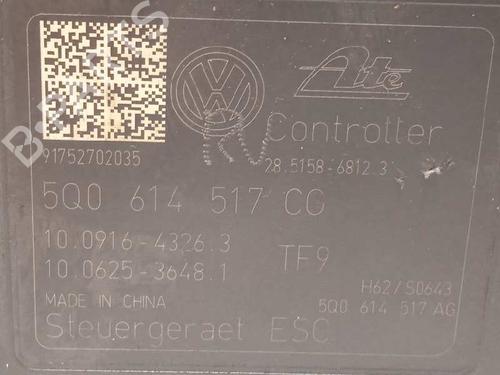 Ate
Controller
91752702035
28.5158-6812.3
5Q0 614 517 CG
10.0916-4326.3
10.0625-3648.1
TF9
H62/S0643
MADE IN CHINA
5Q0 614 517 AG
Steuergeraet ESC